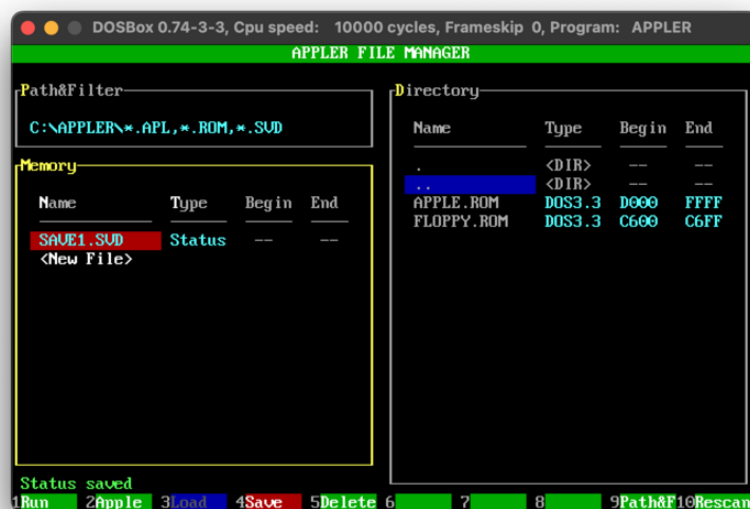 DOSBox 0.74-3-3, Cpu speed: 10000 cycles, Frameskip 0, Program: APPLER
APPLER FILE MANAGER
Path&Filter
C:\APPLER\*.APL,*.ROM,*.SVD
Memory
Name Type Begin End
SAVE1.SVD Status -- --
<New File>
Directory
Name Type Begin End
. <DIR> -- --
.. <DIR> -- --
APPLE.ROM DOS3.3 D000 FFFF
FLOPPY.ROM DOS3.3 C600 C6FF
Status saved
1Run 2Apple 3Load 4Save 5Delete 6 7 8 9Path&F10Rescan